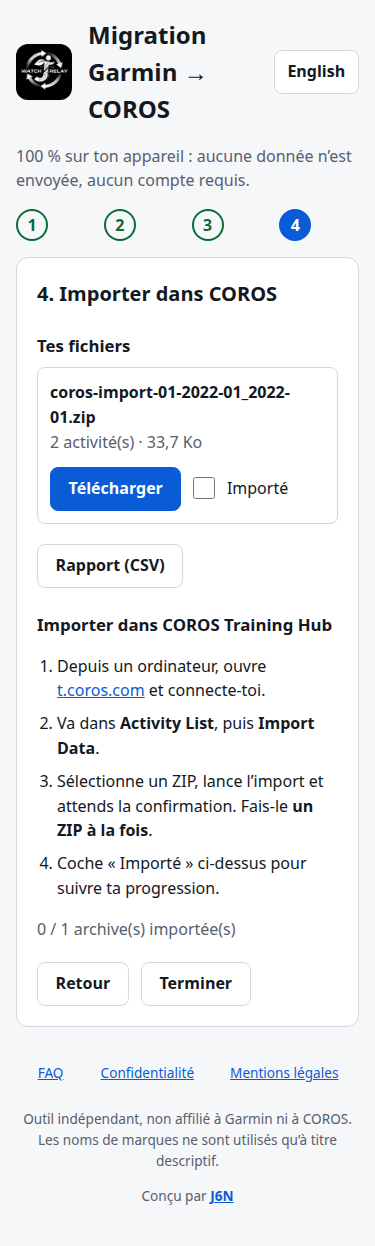 WATCH RELAY
Migration
Garmin →
COROS
English
100 % sur ton appareil : aucune donnée n’est
envoyée, aucun compte requis.
1 2 3 4
4. Importer dans COROS
Tes fichiers
coros-import-01-2022-01_2022-
01.zip
2 activité(s) · 33,7 Ko
Télécharger Importé
Rapport (CSV)
Importer dans COROS Training Hub
1. Depuis un ordinateur, ouvre
t.coros.com et connecte-toi.
2. Va dans Activity List, puis Import
Data.
3. Sélectionne un ZIP, lance l’import et
attends la confirmation. Fais-le un
ZIP à la fois.
4. Coche « Importé » ci-dessus pour
suivre ta progression.
0 / 1 archive(s) importée(s)
Retour Terminer
FAQ Confidentialité Mentions légales
Outil indépendant, non affilié à Garmin ni à COROS.
Les noms de marques ne sont utilisés qu’à titre
descriptif.
Conçu par J6N